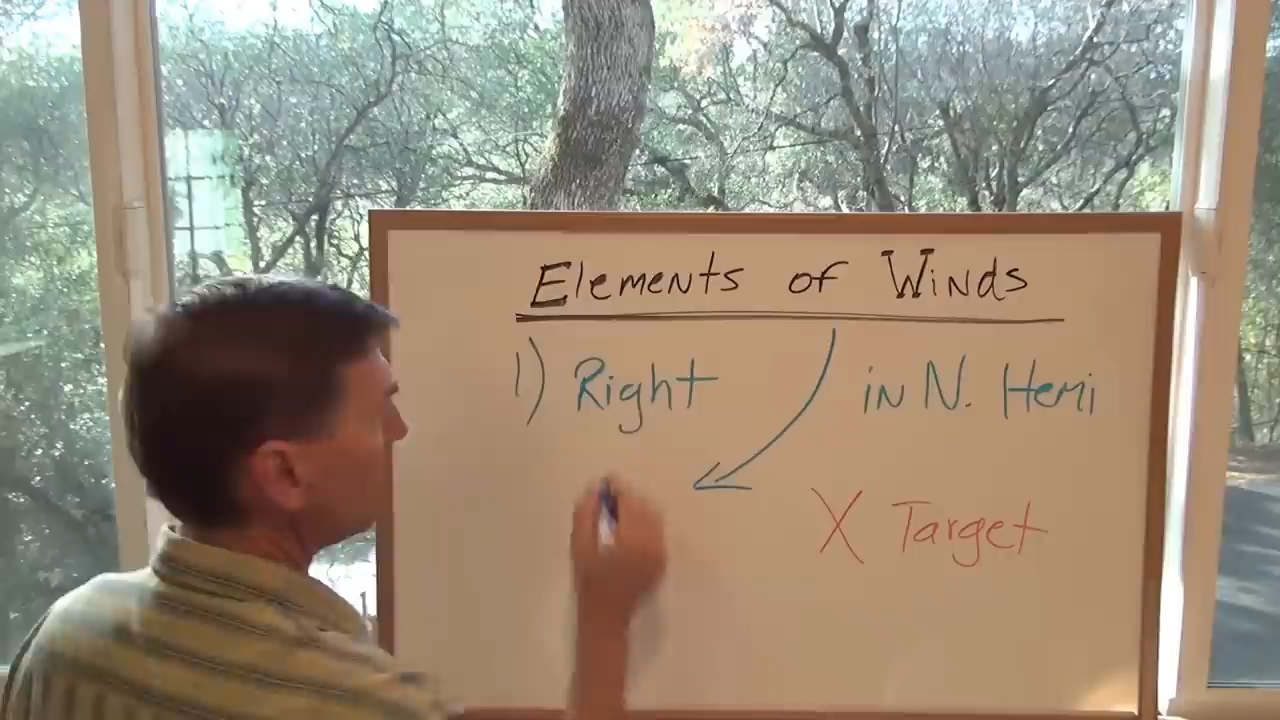 Elements of Winds
1) Right in N. Hemi
X Target